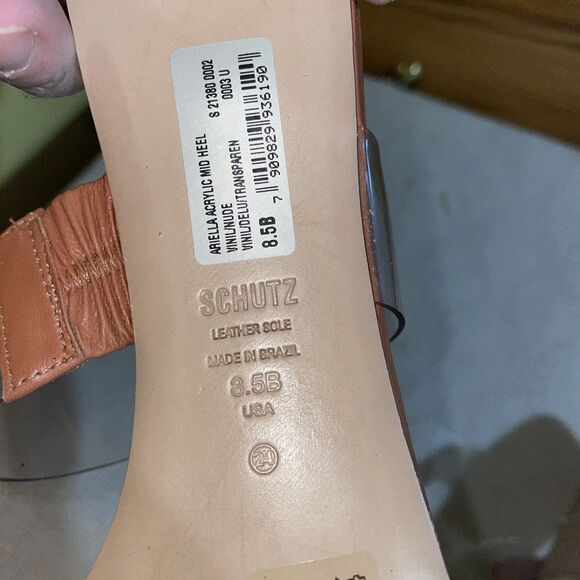 S 21380 0002
0003 U
ARIELLA ACRYLIC MID HEEL
VINIL/NUDE
VINIL/DELU/TRANSPAREN
8.5B
7 909829 936190
SCHUTZ
LEATHER SOLE
MADE IN BRAZIL
8.5B
USA
24